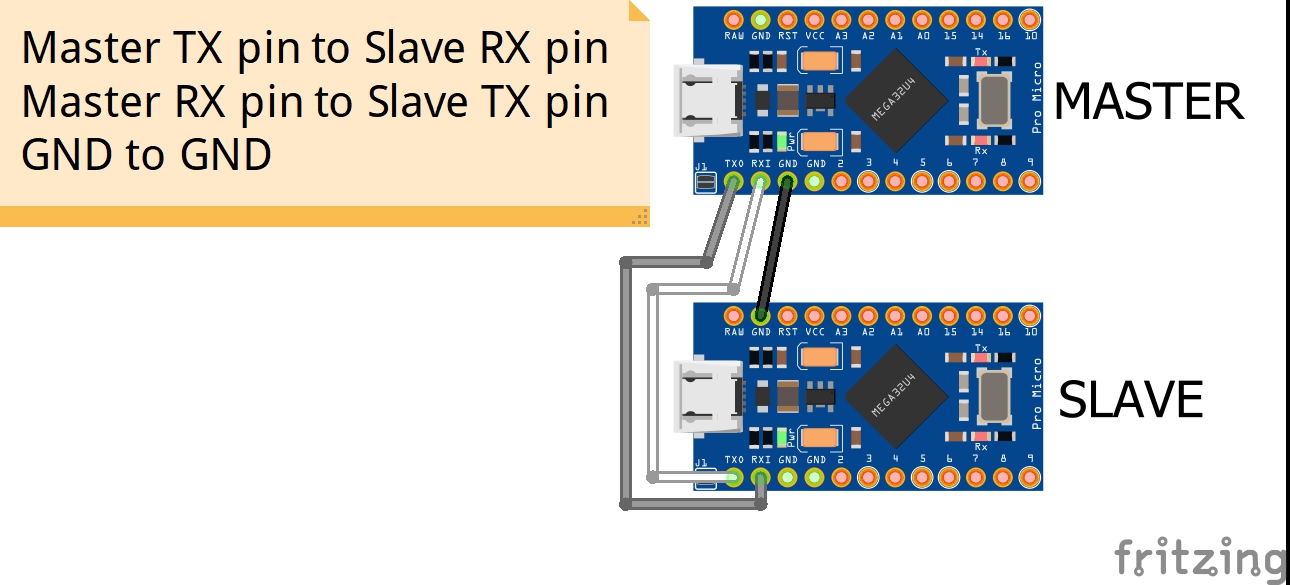 Master TX pin to Slave RX pin
Master RX pin to Slave TX pin
GND to GND
RAW GND RST VCC A3 A2 A1 A0 15 14 16 10
Tx
MEGA32U4
Pro Micro
MASTER
Pwr
Rx
J1
TXO RXI GND GND 2 3 4 5 6 7 8 9
RAW GND RST VCC A3 A2 A1 A0 15 14 16 10
Tx
MEGA32U4
Pro Micro
SLAVE
Pwr
Rx
J1
TXO RXI GND GND 2 3 4 5 6 7 8 9
fritzing